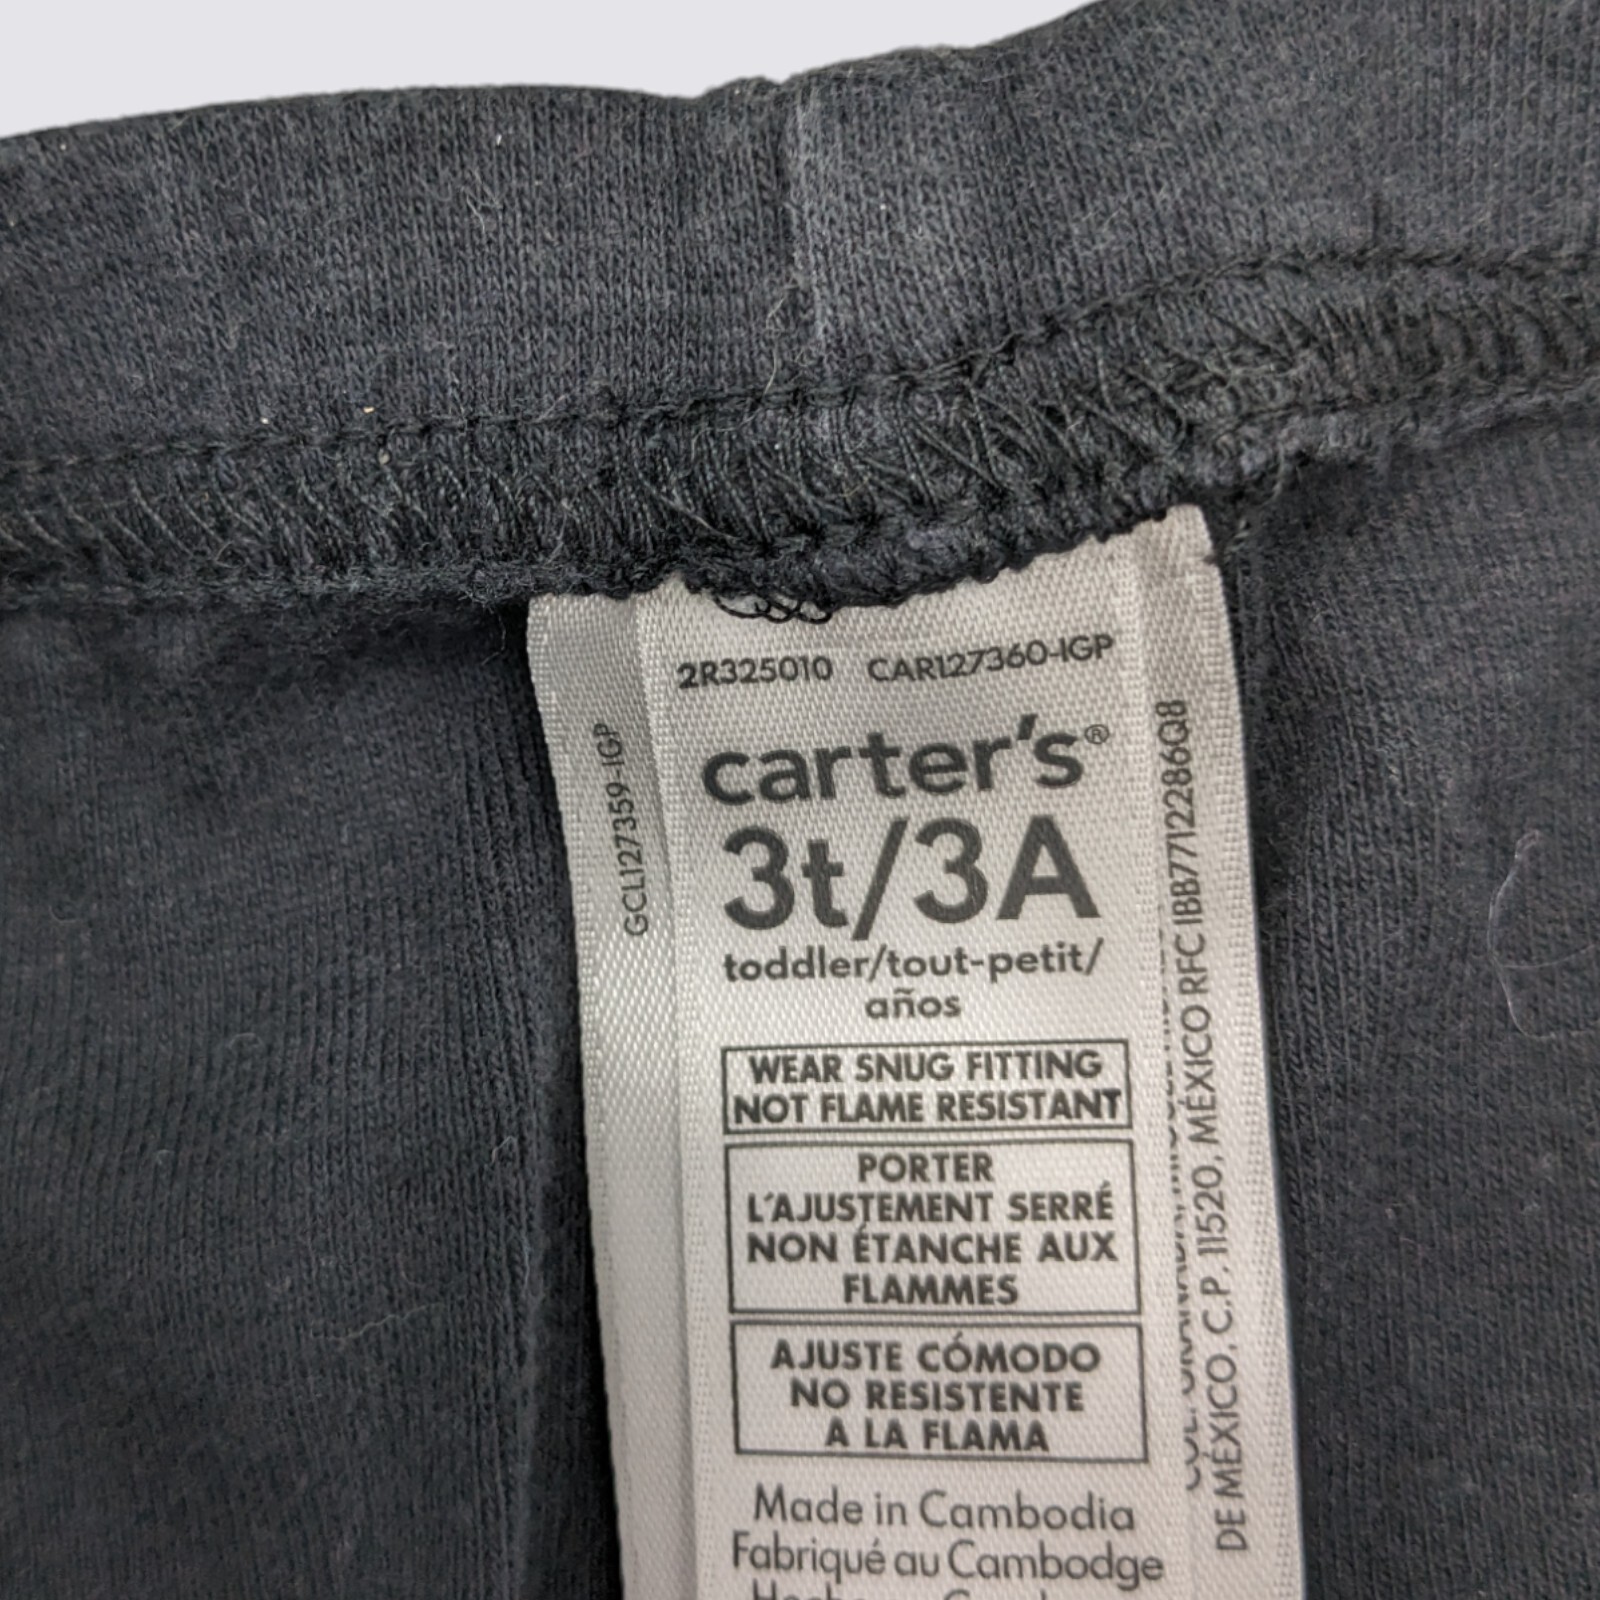 2R325010 CAR127360-IGP
carter's®
3t/3A
toddler/tout-petit/
años
WEAR SNUG FITTING
NOT FLAME RESISTANT
PORTER
L'AJUSTEMENT SERRÉ
NON ÉTANCHE AUX
FLAMMES
AJUSTE CÓMODO
NO RESISTENTE
A LA FLAMA
Made in Cambodia
Fabriqué au Cambodge
GCL127359-IGP
DE MÉXICO, C.P. 11520, MÉXICO RFC IBB7712286Q8